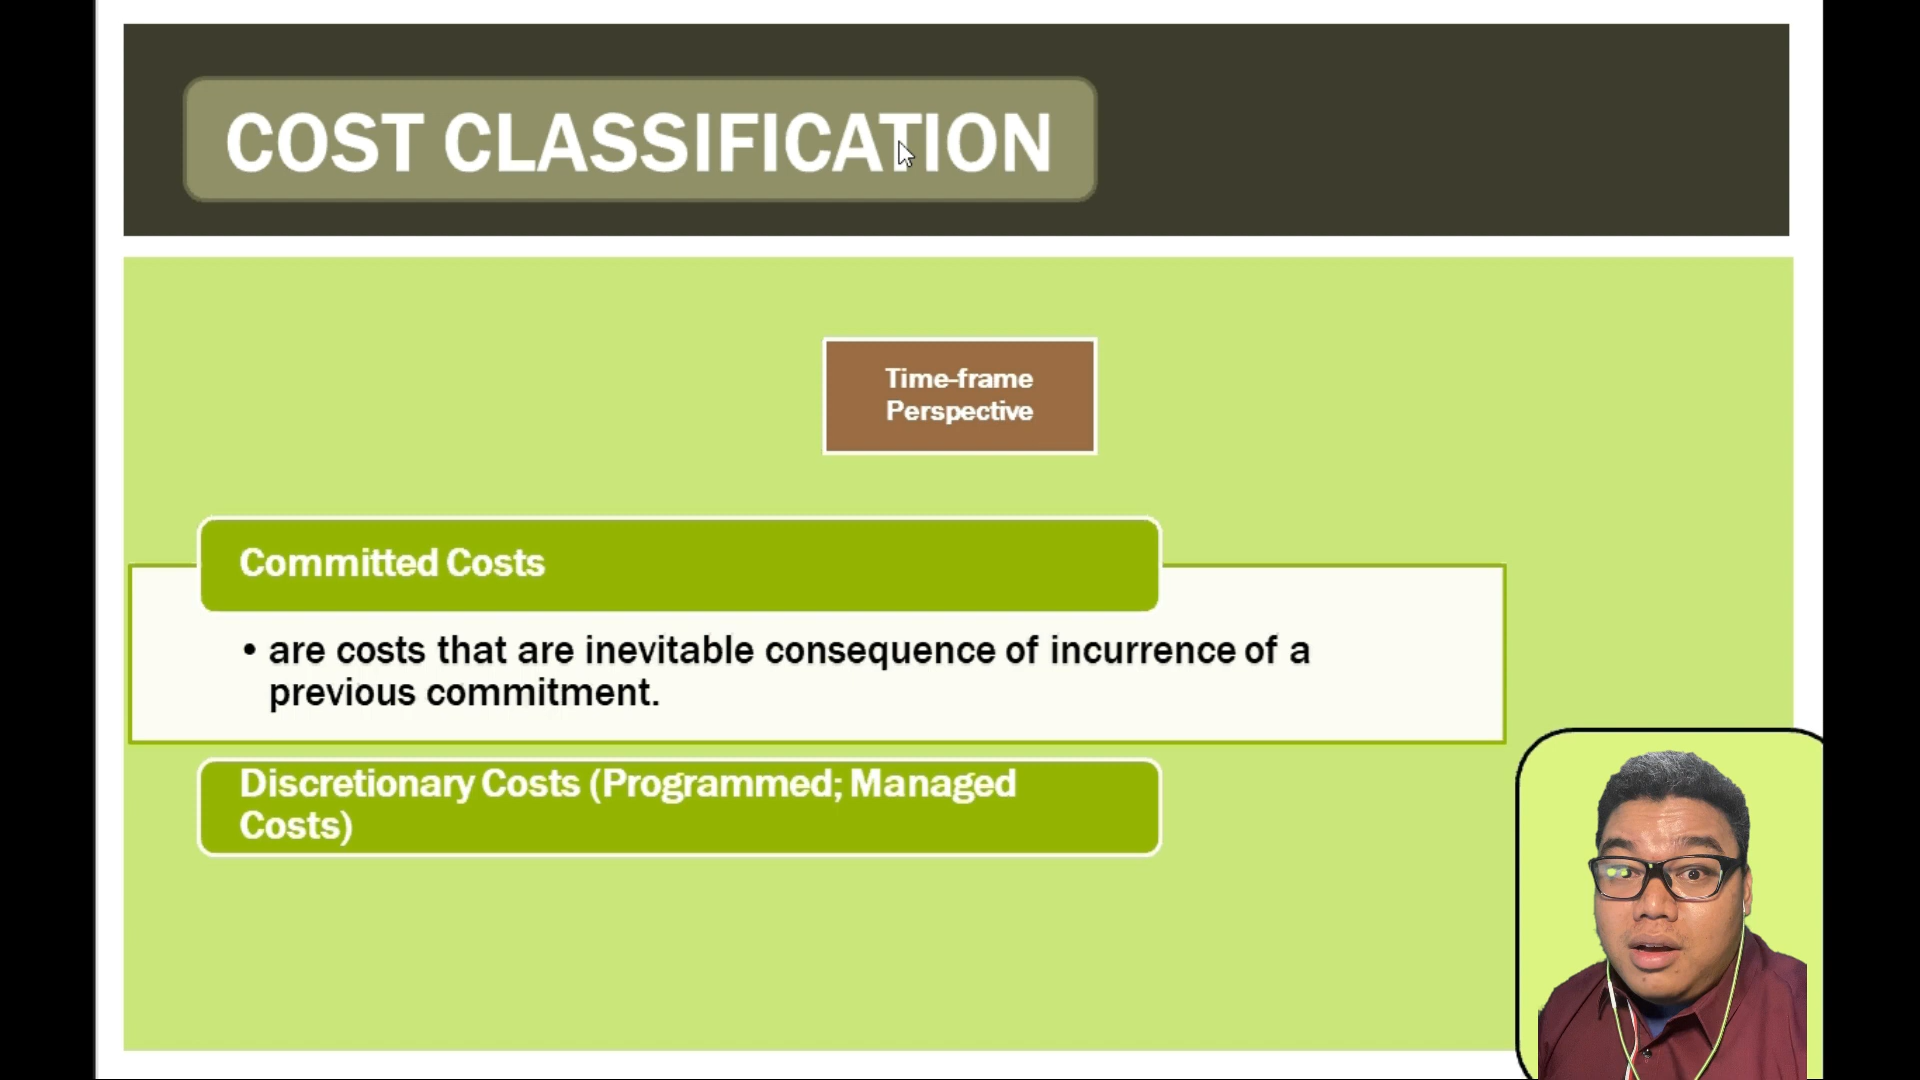 COST CLASSIFICATION
Time-frame
Perspective
Committed Costs
• are costs that are inevitable consequence of incurrence of a
previous commitment.
Discretionary Costs (Programmed; Managed
Costs)